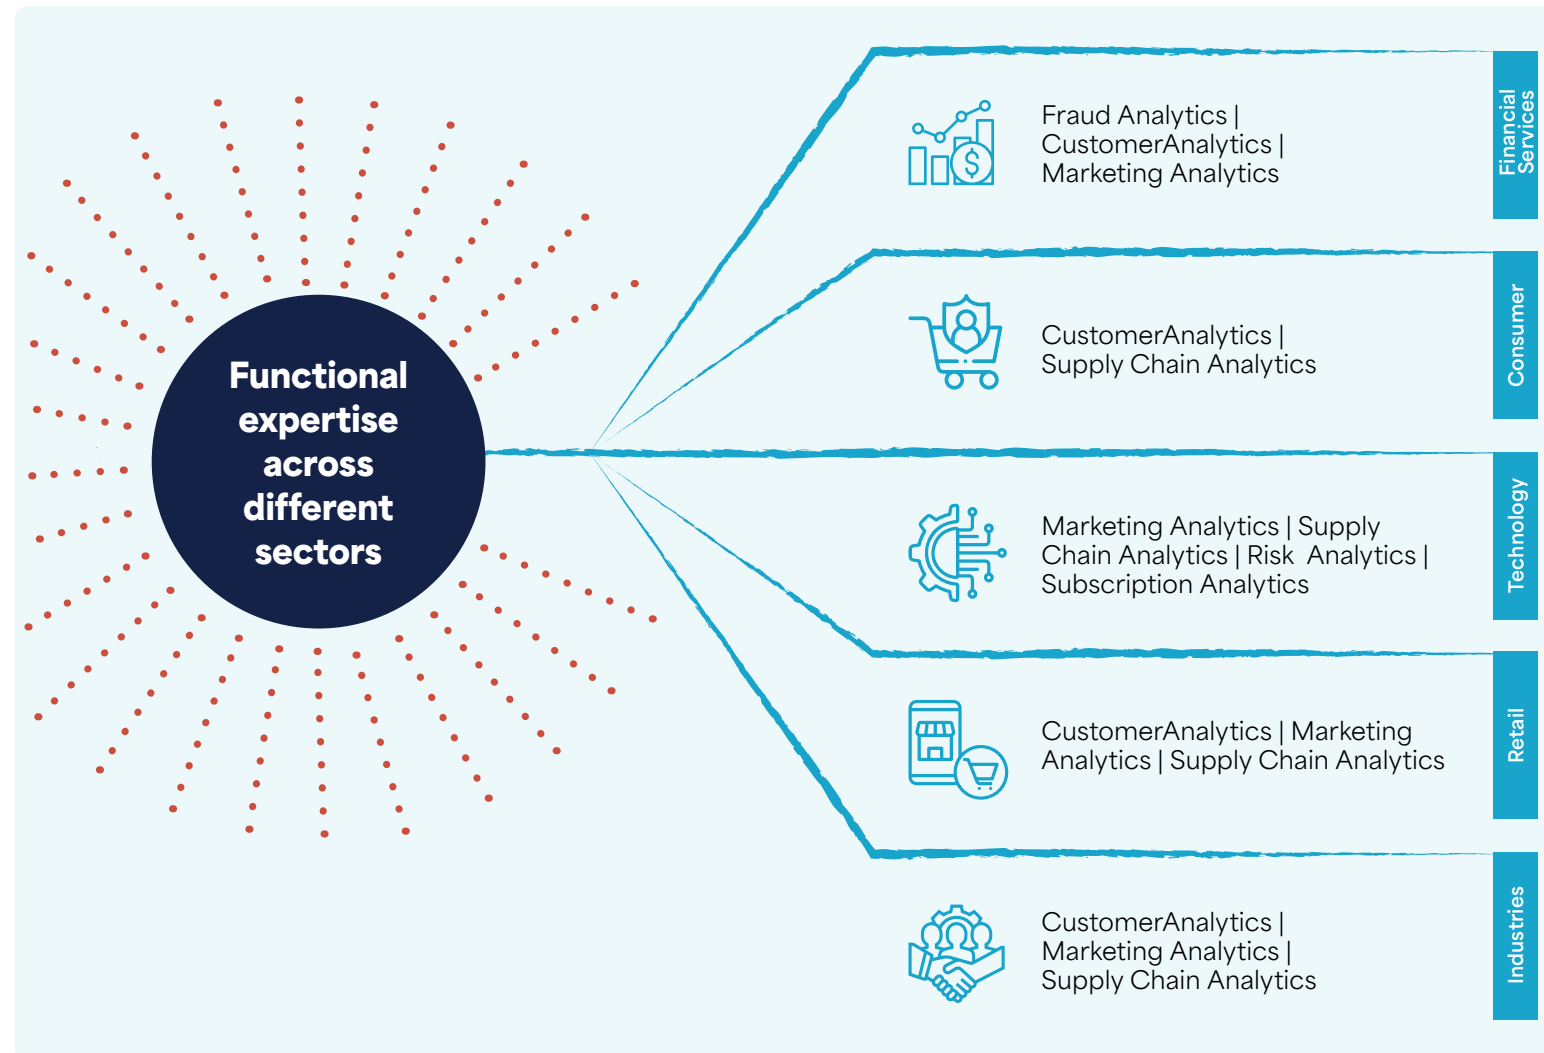 Functional
expertise
across
different
sectors
Fraud Analytics |
CustomerAnalytics |
Marketing Analytics
Financial
Services
CustomerAnalytics |
Supply Chain Analytics
Consumer
Marketing Analytics | Supply
Chain Analytics | Risk  Analytics |
Subscription Analytics
Technology
CustomerAnalytics | Marketing
Analytics | Supply Chain Analytics
Retail
CustomerAnalytics |
Marketing Analytics |
Supply Chain Analytics
Industries